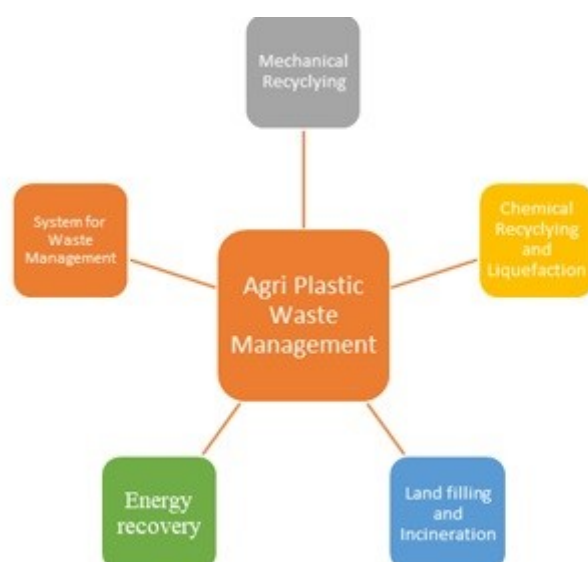 Mechanical
Recyclying
System for
Waste
Management
Chemical
Recyclying
and
Liquefaction
Agri Plastic
Waste
Management
Energy
recovery
Land filling
and
Incineration